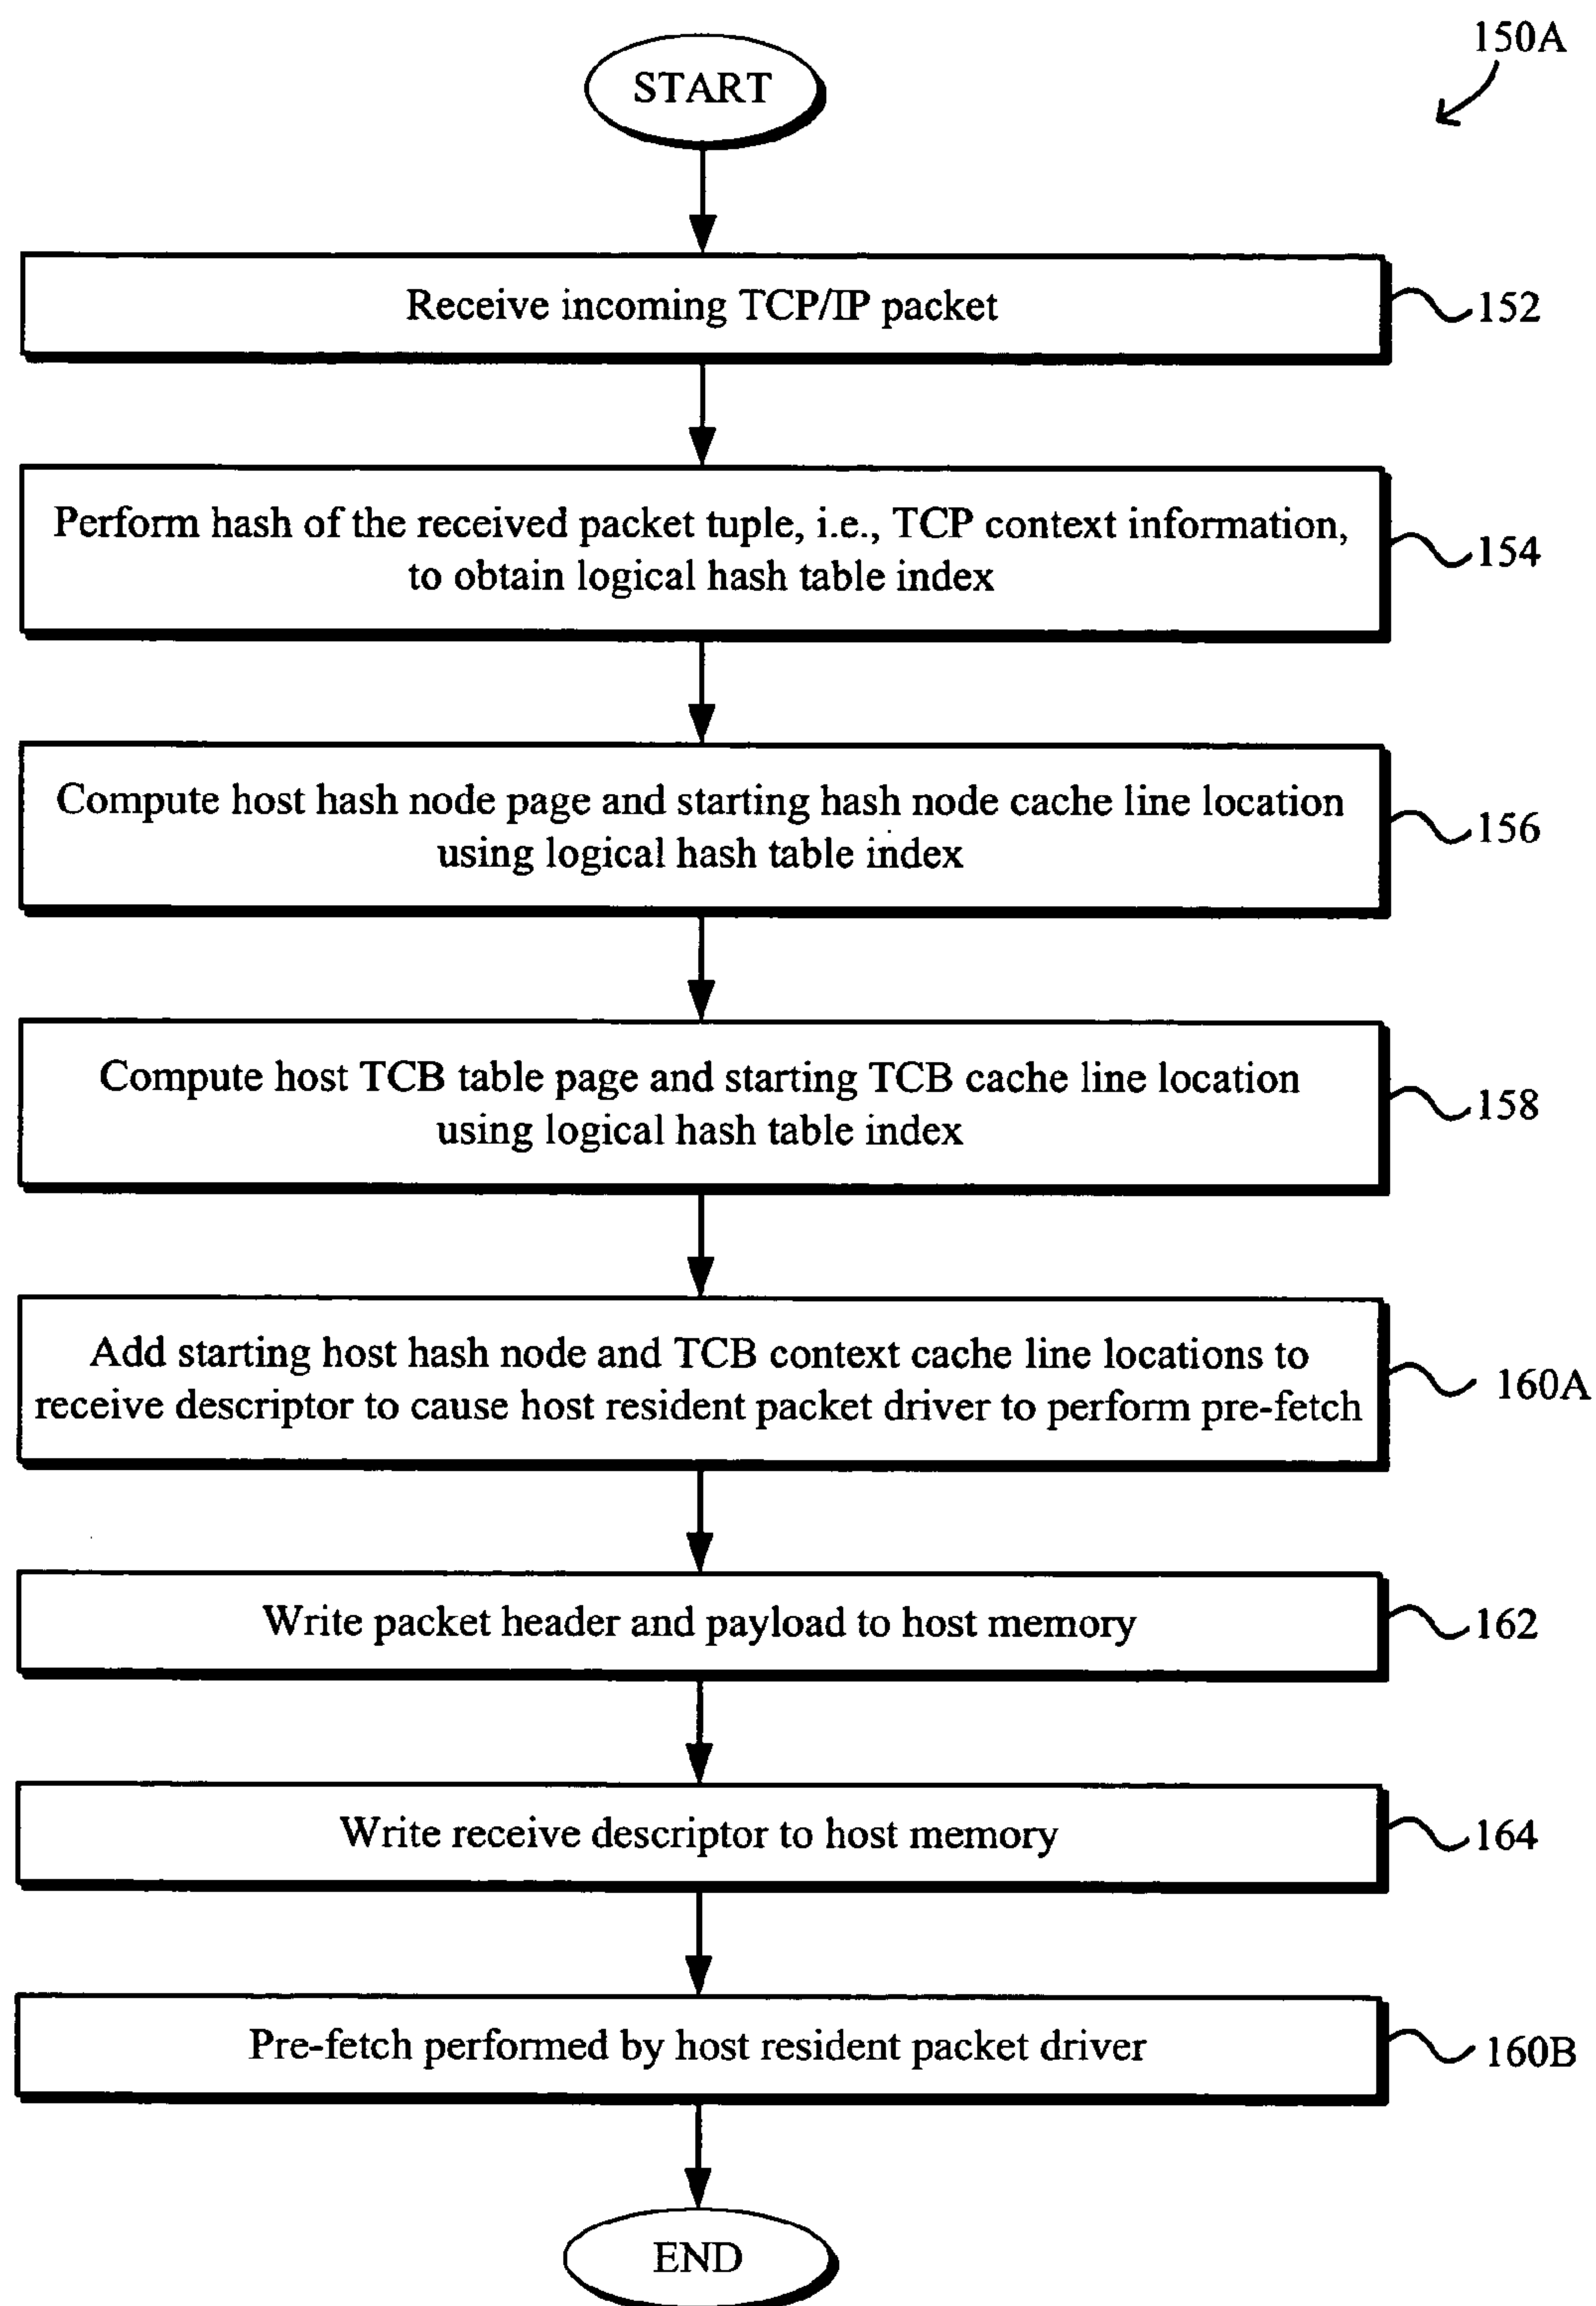 150A
START
Receive incoming TCP/IP packet
152
Perform hash of the received packet tuple, i.e., TCP context information,
to obtain logical hash table index
154
Compute host hash node page and starting hash node cache line location
using logical hash table index
156
Compute host TCB table page and starting TCB cache line location
using logical hash table index
158
Add starting host hash node and TCB context cache line locations to
receive descriptor to cause host resident packet driver to perform pre-fetch
160A
Write packet header and payload to host memory
162
Write receive descriptor to host memory
164
Pre-fetch performed by host resident packet driver
160B
END